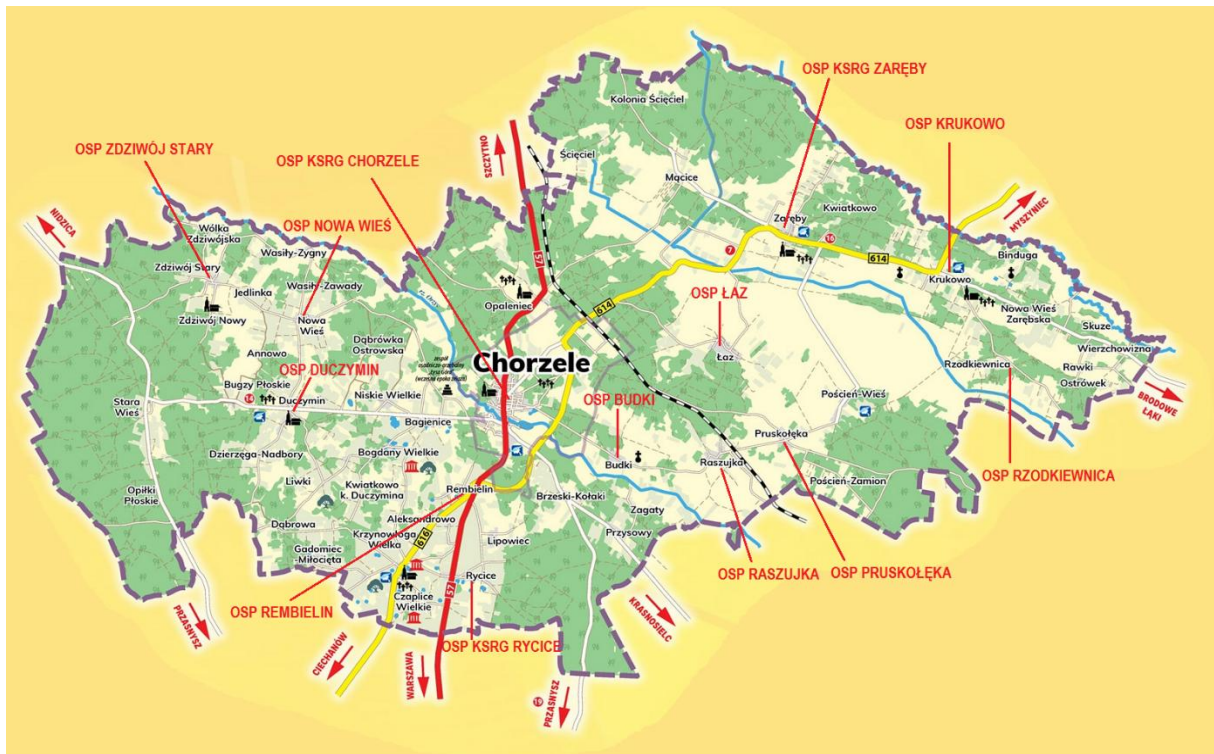 OSP KSRG ZARĘBY
Kolonia Ścięciel
OSP KRUKOWO
SZCZYTNO
OSP ZDZIWÓJ STARY
OSP KSRG CHORZELE
Ścięciel
Mącice
NIDZICA
OSP NOWA WIEŚ
Zaręby
Kwiatkowo
MYSZYNIEC
Wólka
Zdziwójska
Wasiły-Zygny
57
7
16
614
Binduga
Zdziwój Stary
Jedlinka
Wasiły-Zawady
OSP ŁAZ
Krukowo
Opaleniec
614
Zdziwój Nowy
Nowa
Wieś
Nowa Wieś
Zarębska
Skuze
Dąbrówka
Ostrowska
Łaz
Wierzchowizna
Annowo
Chorzele
Rzodkiewnica
Rawki
OSP DUCZYMIN
Bugzy Płoskie
Ostrówek
BRODOWE
ŁĄKI
14
Duczymin
Niskie Wielkie
OSP BUDKI
Poścień-Wieś
Stara
Wieś
Bagienice
Pruskołęka
Dzierzęga-Nadbory
Bogdany Wielkie
Budki
Raszujka
OSP RZODKIEWNICA
Liwki
Kwiatkowo
k. Duczymina
Rembielin
Brzeski-Kołaki
Poścień-Zamion
Opiłki
Płoskie
Zagaty
Dąbrowa
Aleksandrowo
Przysowy
Krzynowłoga
Wielka
Lipowiec
Gadomiec
-Miłocięta
616
OSP RASZUJKA
OSP PRUSKOŁĘKA
Rycice
Czaplice
Wielkie
57
OSP REMBIELIN
KRASNOSIELC
PRZASNYSZ
OSP KSRG RYCICE
CIECHANÓW
WARSZAWA
19
PRZASNYSZ